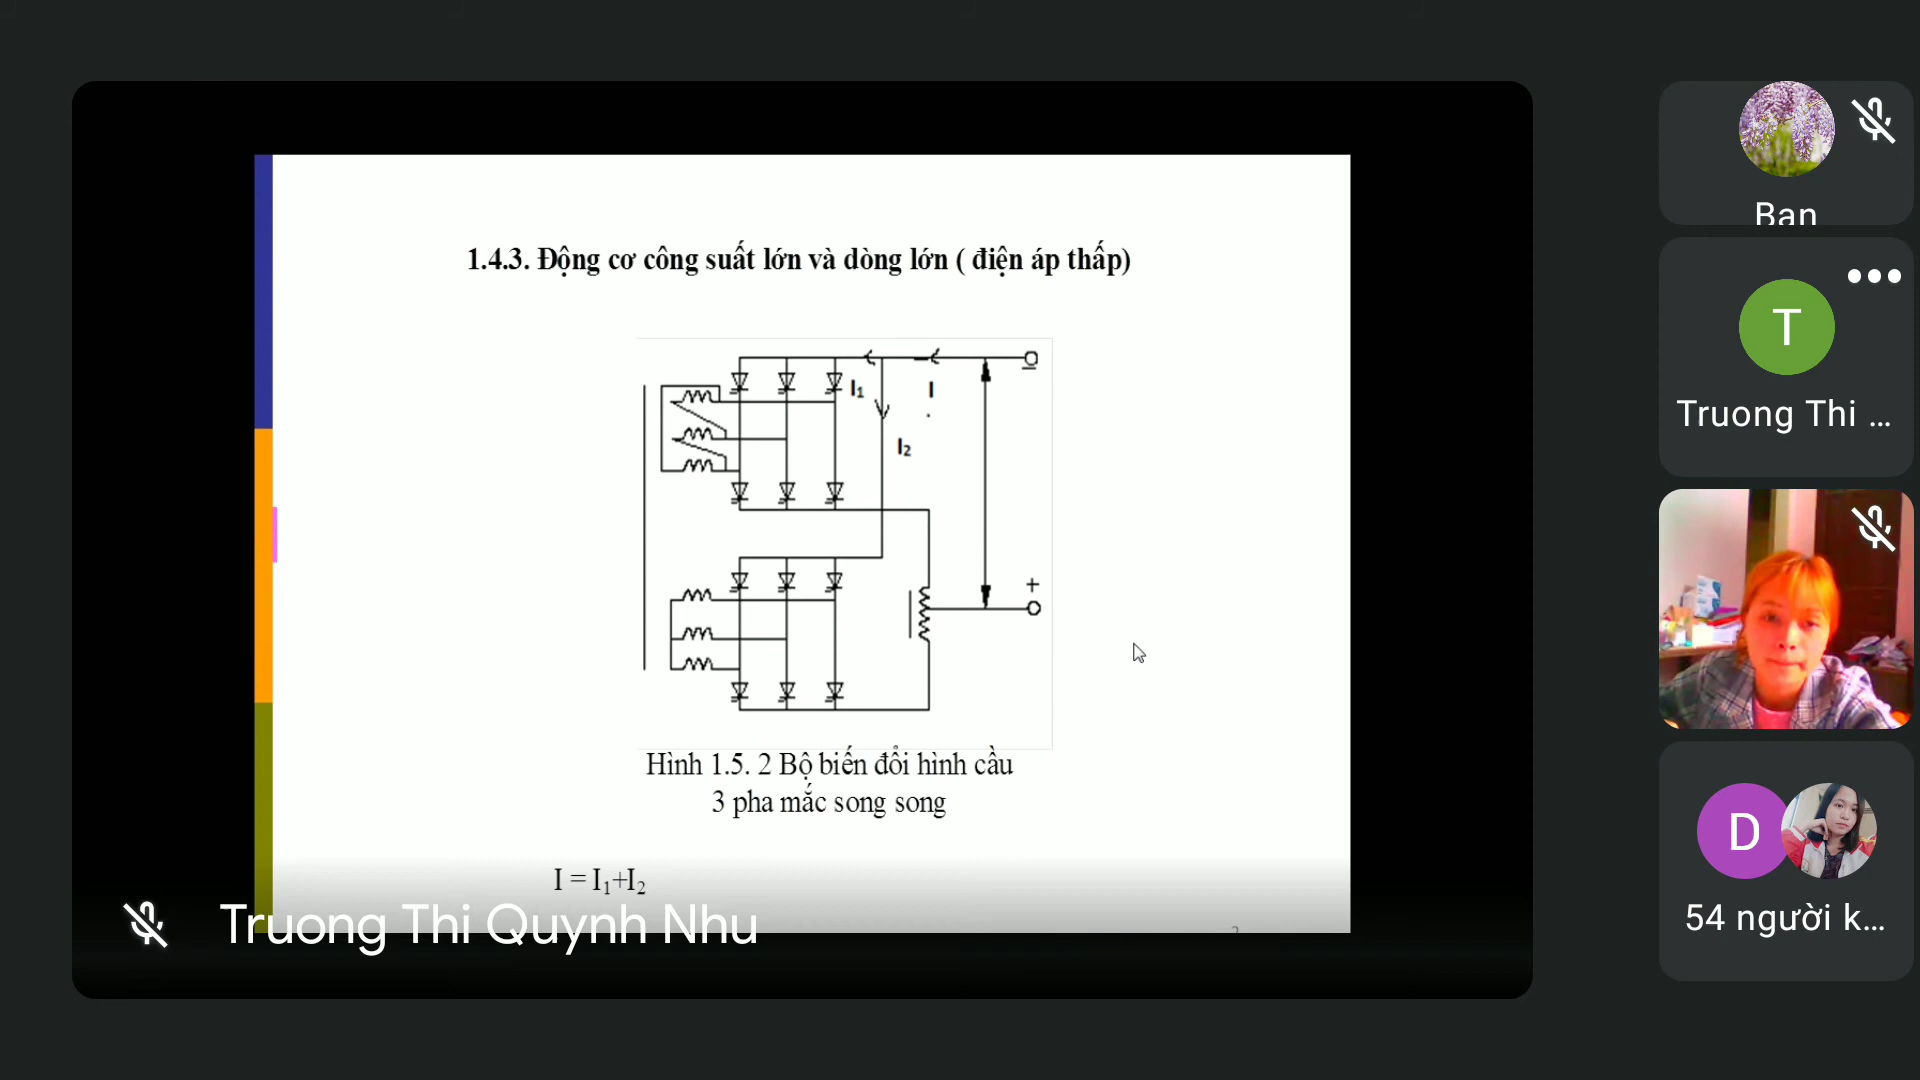 1.4.3. Động cơ công suất lớn và dòng lớn ( điện áp thấp)
I₁
I
I₂
+
Hình 1.5. 2 Bộ biến đổi hình cầu
3 pha mắc song song
I = I₁+I₂
Truong Thi Quynh Nhu
Bạn
T
Truong Thi ...
D
54 người k...